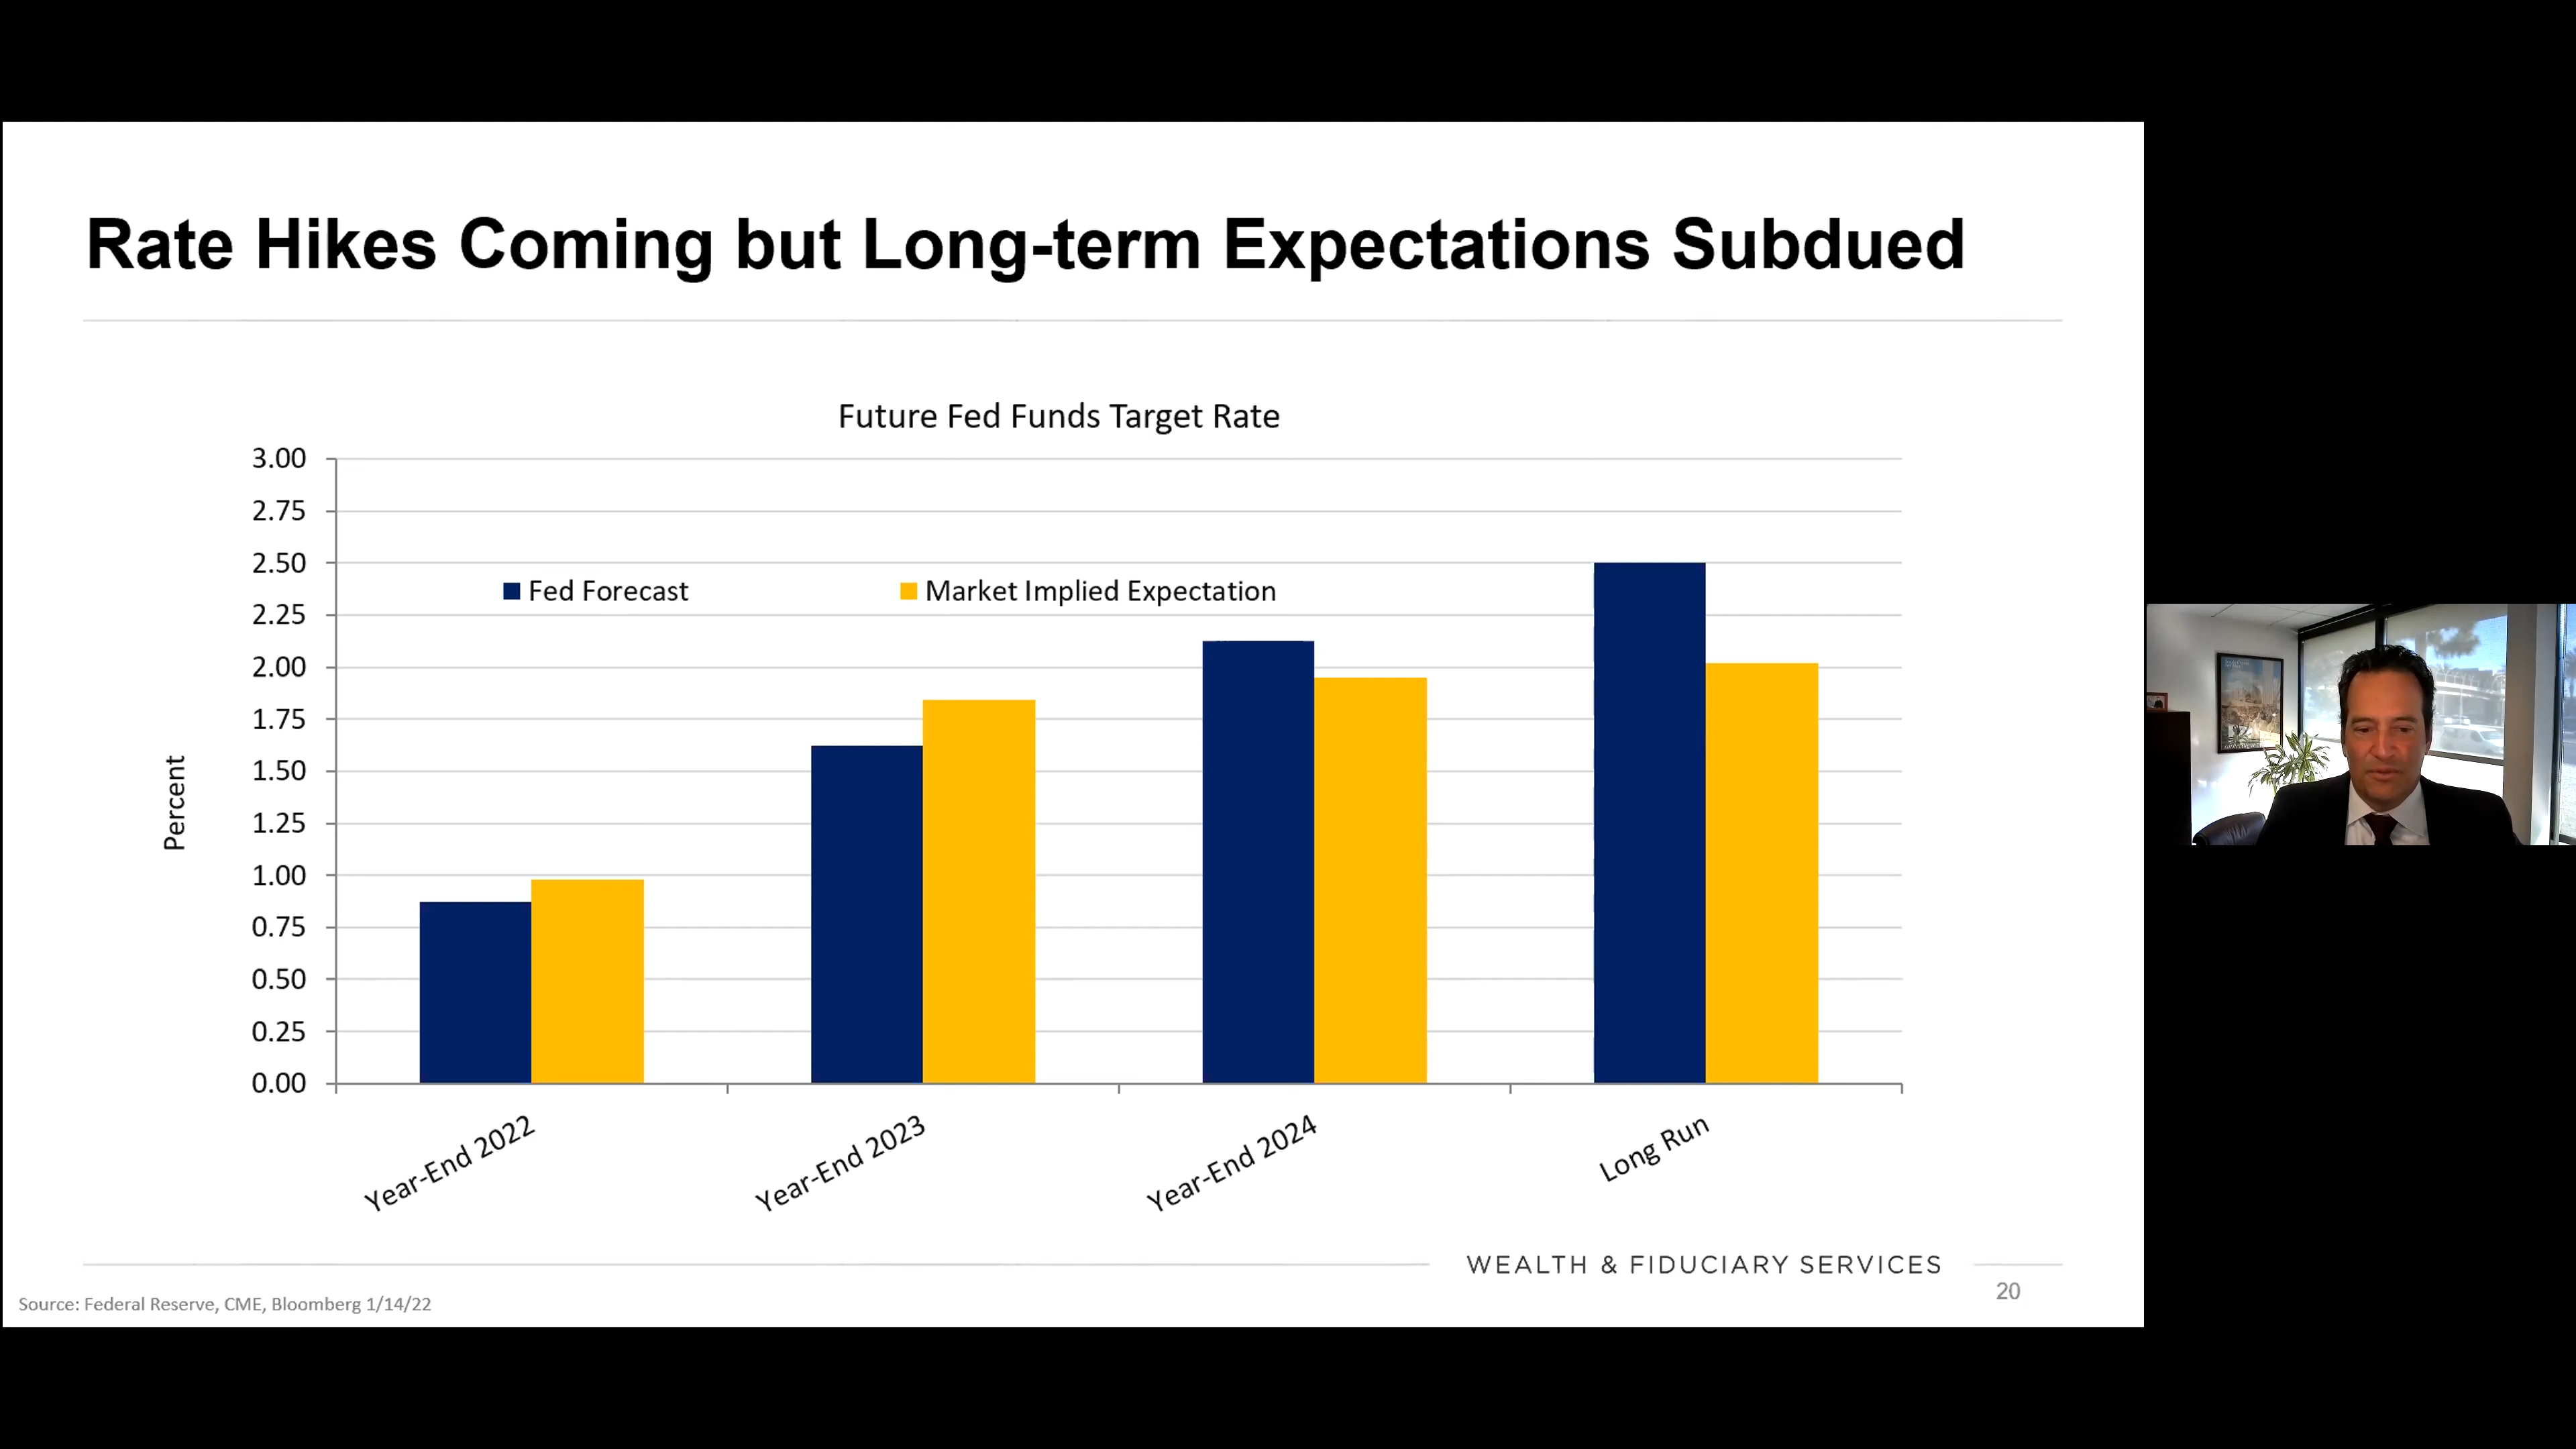 Rate Hikes Coming but Long-term Expectations Subdued
Future Fed Funds Target Rate
3.00
2.75
2.50
2.25
2.00
1.75
1.50
1.25
1.00
0.75
0.50
0.25
0.00
Percent
Fed Forecast
Market Implied Expectation
Year-End 2022
Year-End 2023
Year-End 2024
Long Run
WEALTH & FIDUCIARY SERVICES
20
Source: Federal Reserve, CME, Bloomberg 1/14/22